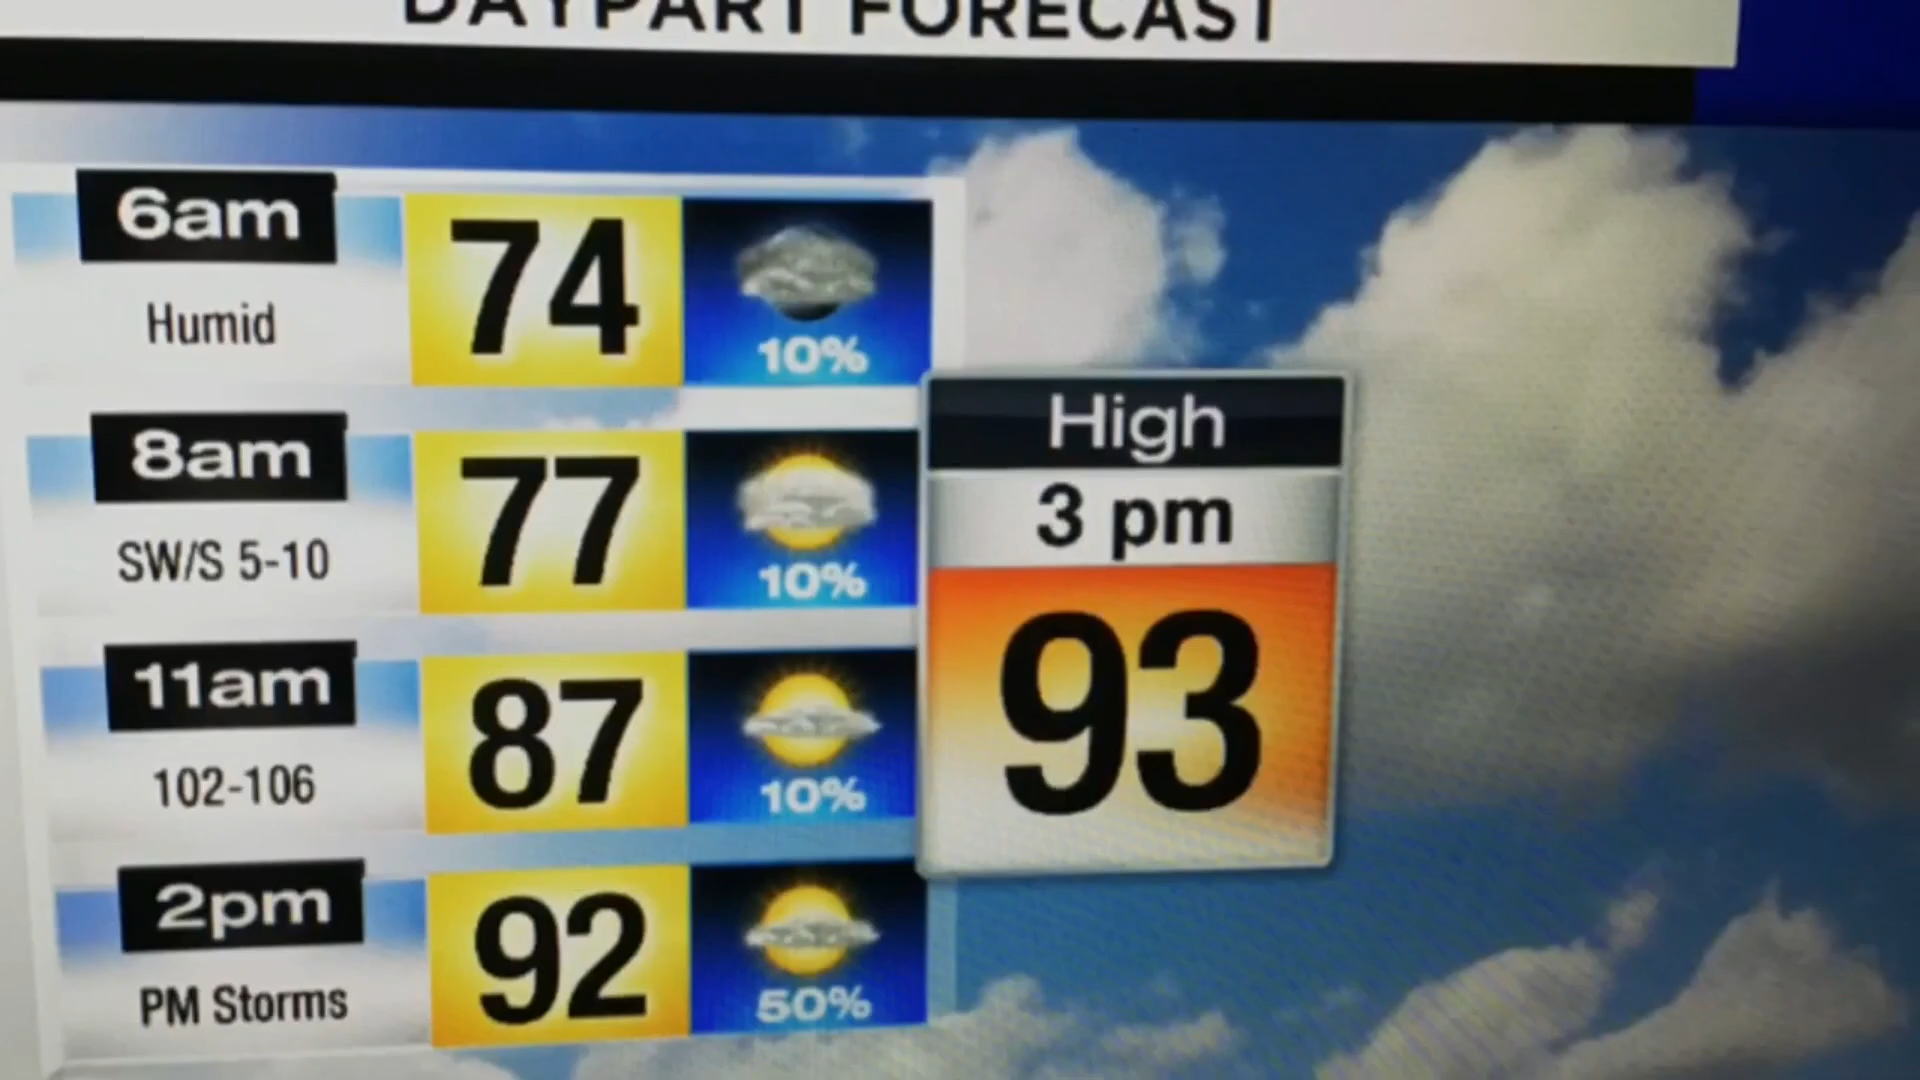 DAYPART FORECAST
6am
Humid
74
10%
8am
SW/S 5-10
77
10%
11am
102-106
87
10%
2pm
PM Storms
92
50%
High
3 pm
93